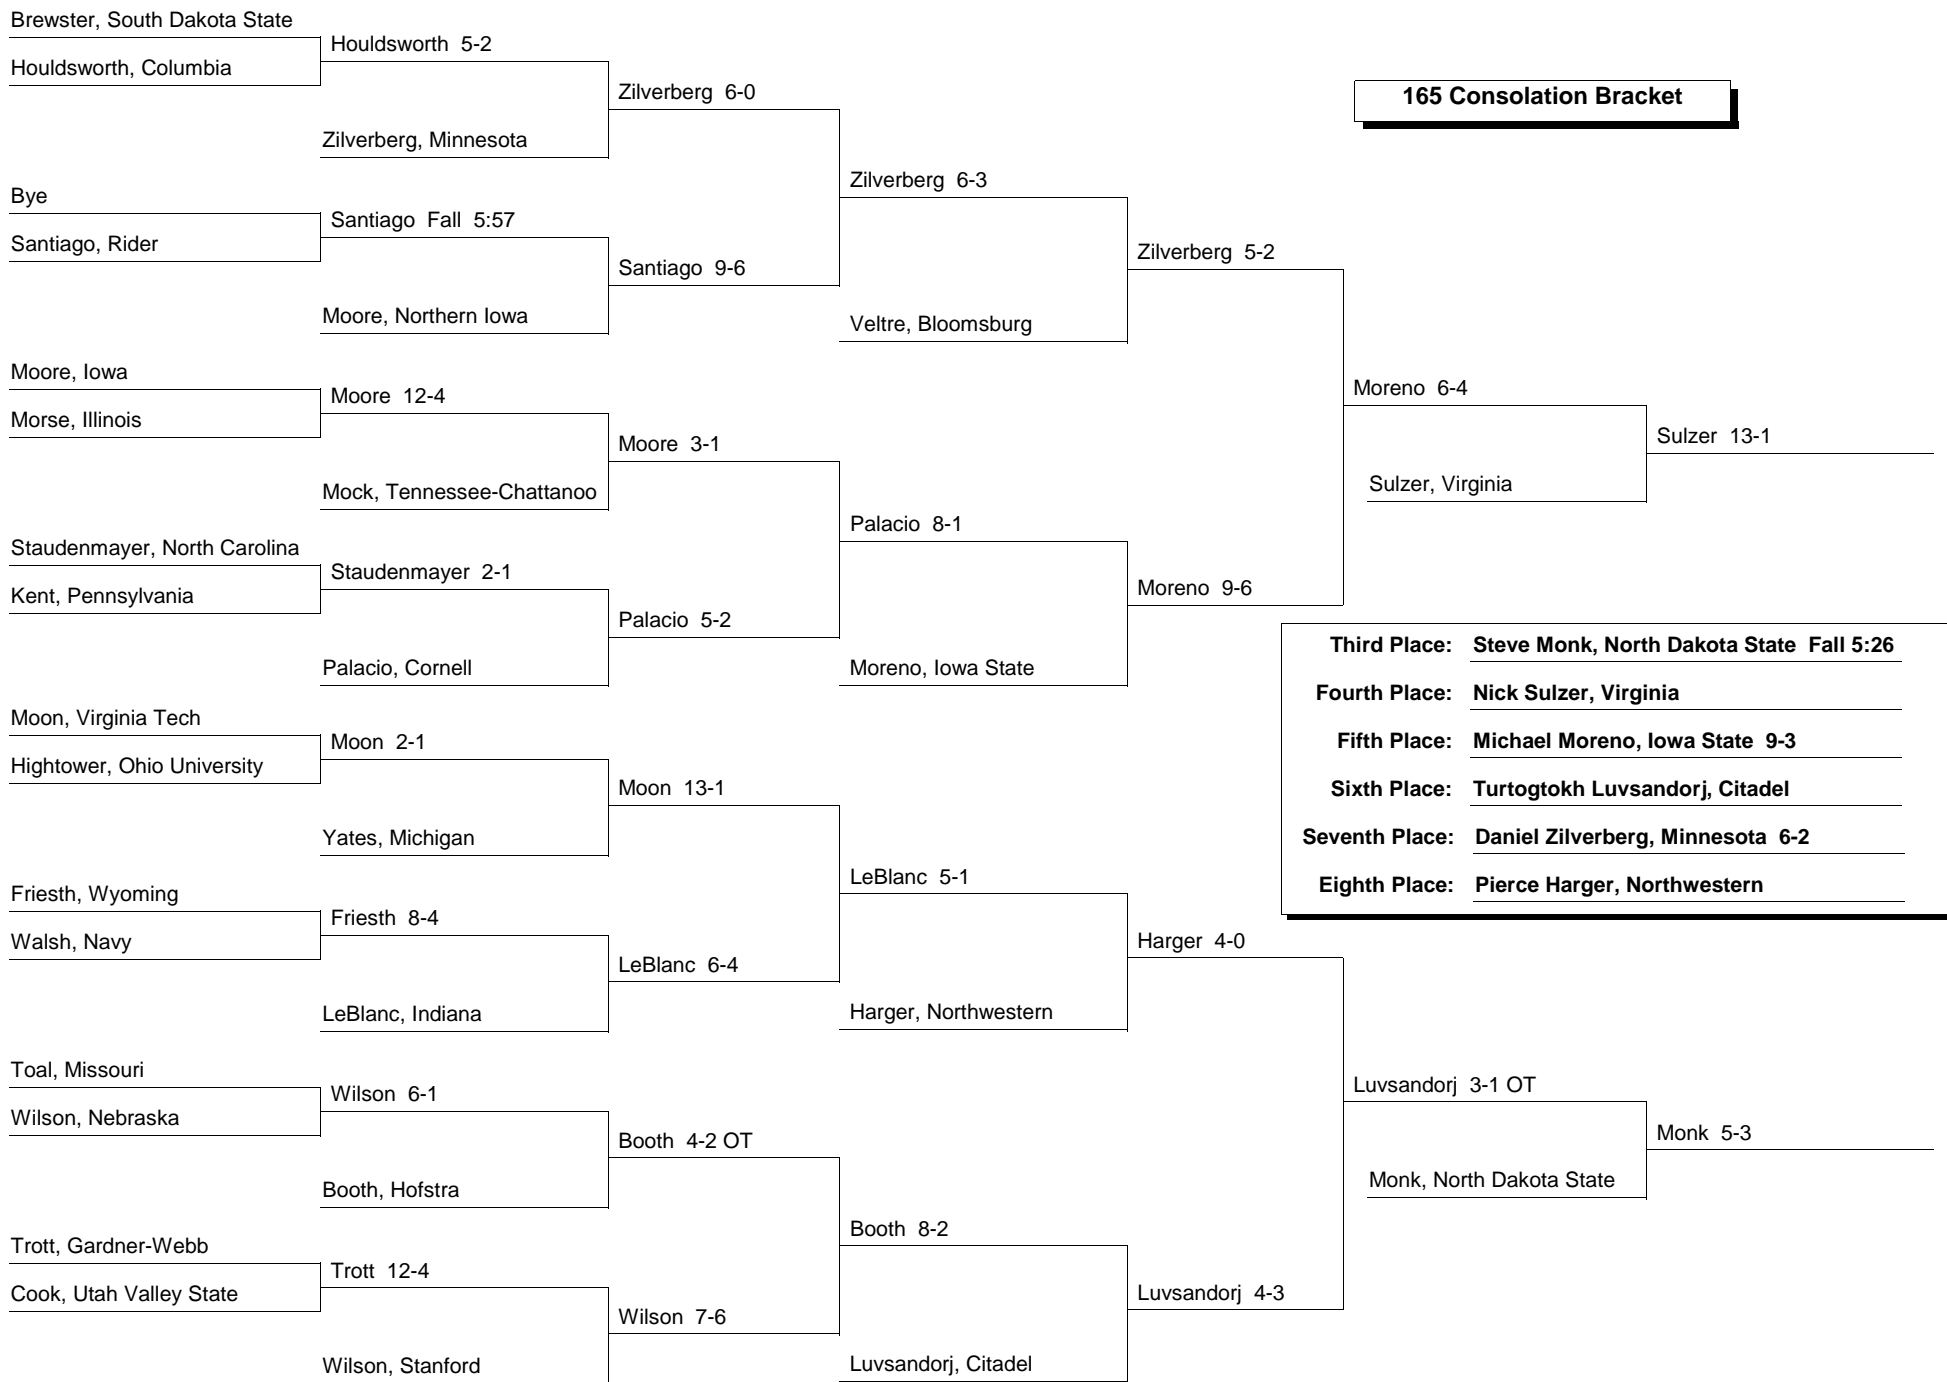 Brewster, South Dakota State
Houldsworth 5-2
Houldsworth, Columbia
Zilverberg 6-0
165 Consolation Bracket
Zilverberg, Minnesota
Zilverberg 6-3
Bye
Santiago Fall 5:57
Santiago, Rider
Zilverberg 5-2
Santiago 9-6
Moore, Northern Iowa
Veltre, Bloomsburg
Moore, Iowa
Moore 12-4
Moreno 6-4
Morse, Illinois
Moore 3-1
Sulzer 13-1
Mock, Tennessee-Chattanoo
Sulzer, Virginia
Palacio 8-1
Staudenmayer, North Carolina
Staudenmayer 2-1
Kent, Pennsylvania
Moreno 9-6
Palacio 5-2
Third Place: Steve Monk, North Dakota State Fall 5:26
Palacio, Cornell
Moreno, Iowa State
Fourth Place: Nick Sulzer, Virginia
Moon, Virginia Tech
Moon 2-1
Fifth Place: Michael Moreno, Iowa State 9-3
Hightower, Ohio University
Moon 13-1
Sixth Place: Turtogtokh Luvsandorj, Citadel
Yates, Michigan
Seventh Place: Daniel Zilverberg, Minnesota 6-2
LeBlanc 5-1
Eighth Place: Pierce Harger, Northwestern
Friesth, Wyoming
Friesth 8-4
Walsh, Navy
Harger 4-0
LeBlanc 6-4
LeBlanc, Indiana
Harger, Northwestern
Toal, Missouri
Wilson 6-1
Luvsandorj 3-1 OT
Wilson, Nebraska
Booth 4-2 OT
Monk 5-3
Booth, Hofstra
Monk, North Dakota State
Booth 8-2
Trott, Gardner-Webb
Trott 12-4
Cook, Utah Valley State
Luvsandorj 4-3
Wilson 7-6
Wilson, Stanford
Luvsandorj, Citadel